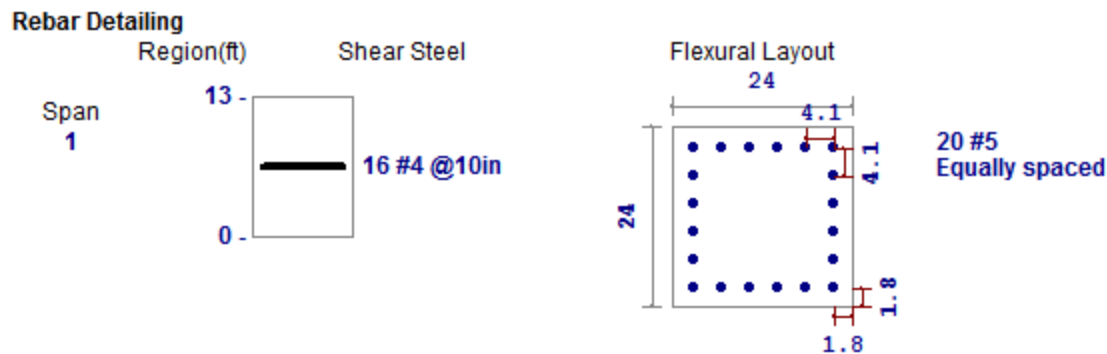 Rebar Detailing
Region(ft) Shear Steel Flexural Layout
24
13 -
4.1
Span
1
16 #4 @10in
4.1
20 #5
Equally spaced
24
0 -
1.8
1.8